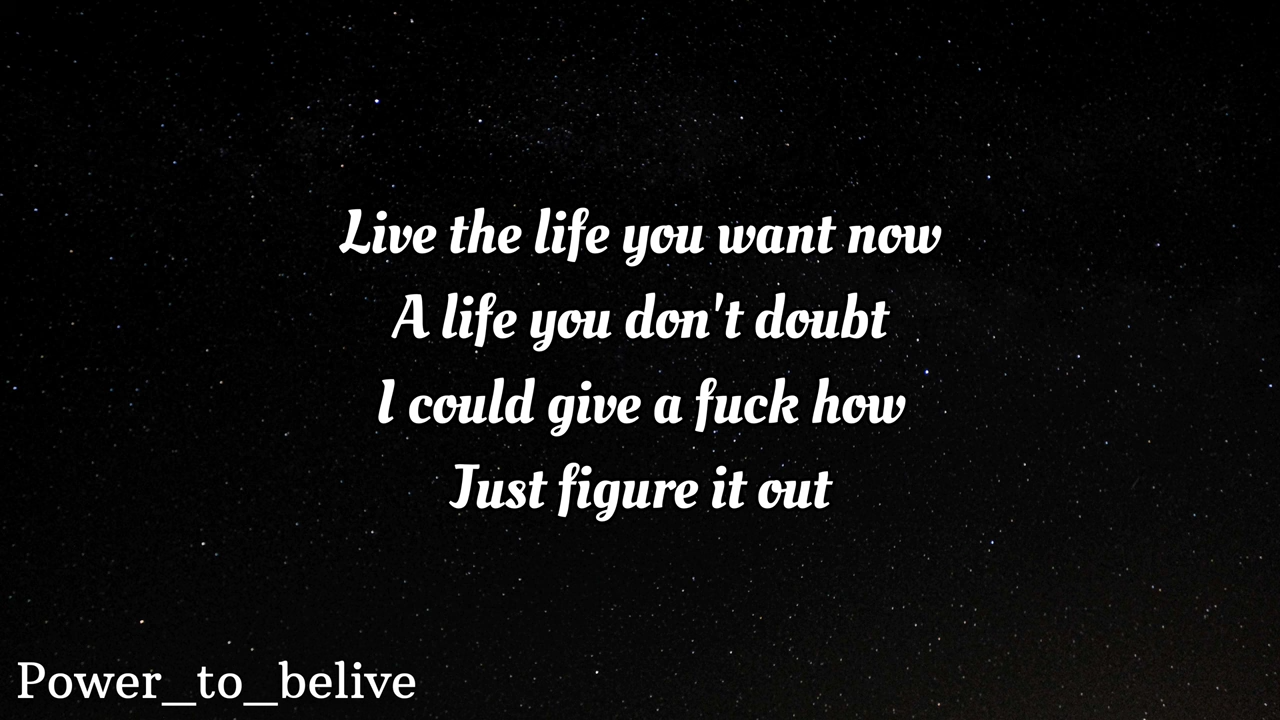 Live the life you want now
A life you don't doubt
I could give a fuck how
Just figure it out
Power_to_belive